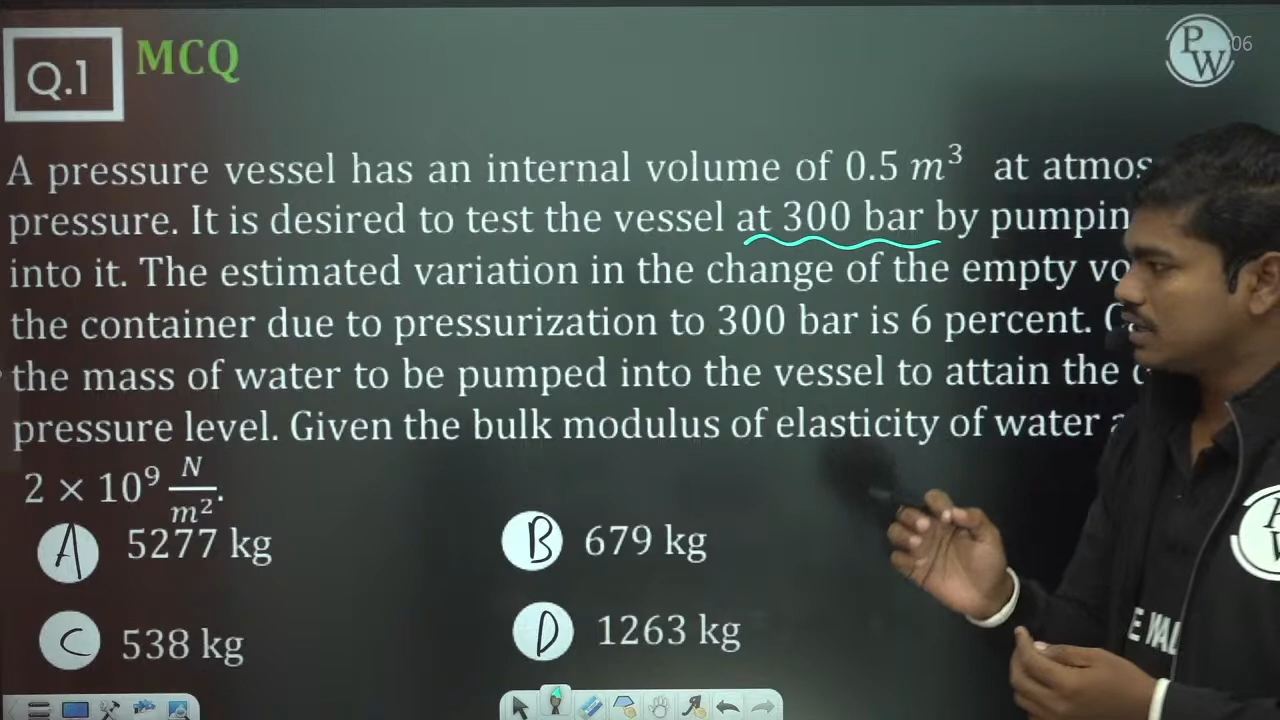 Q.1 MCQ
PW 06
A pressure vessel has an internal volume of 0.5 m³ at atmos
pressure. It is desired to test the vessel at 300 bar by pumpin
into it. The estimated variation in the change of the empty vo
the container due to pressurization to 300 bar is 6 percent.
the mass of water to be pumped into the vessel to attain the
pressure level. Given the bulk modulus of elasticity of water a
2 × 10⁹ N/m².
A 5277 kg B 679 kg
C 538 kg D 1263 kg